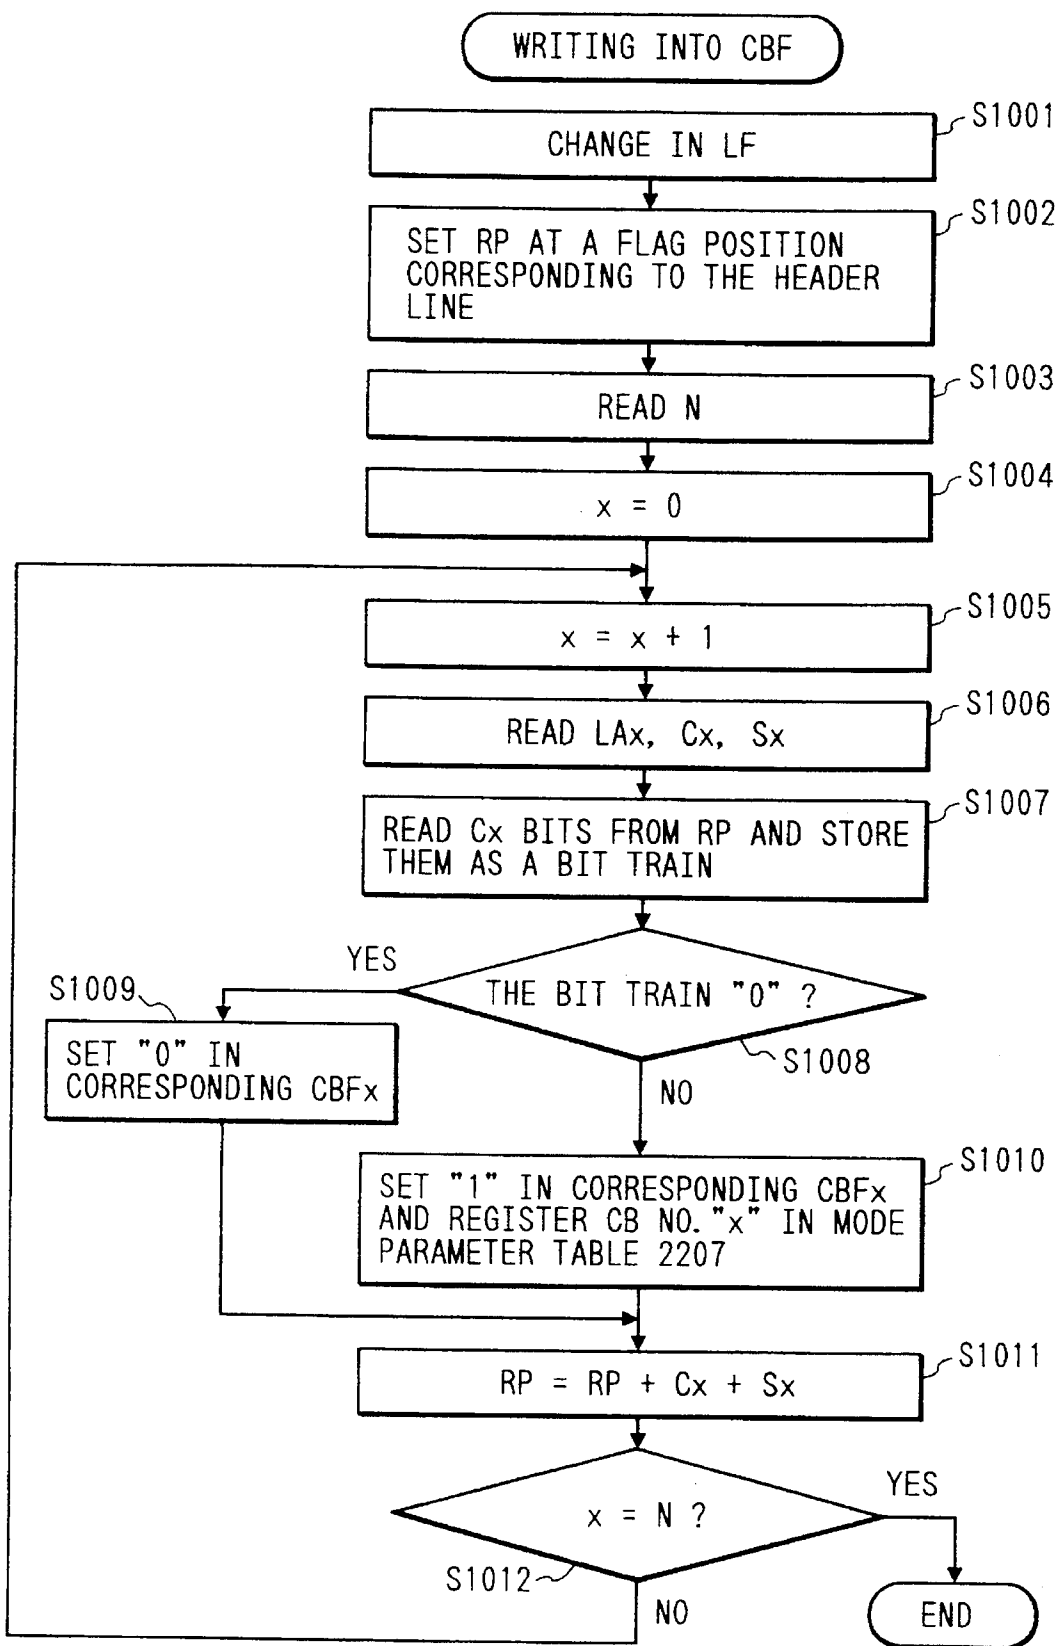 WRITING INTO CBF
S1001
CHANGE IN LF
S1002
SET RP AT A FLAG POSITION
CORRESPONDING TO THE HEADER
LINE
S1003
READ N
S1004
x = 0
S1005
x = x + 1
S1006
READ LAx, Cx, Sx
S1007
READ Cx BITS FROM RP AND STORE
THEM AS A BIT TRAIN
YES
THE BIT TRAIN "0" ?
S1008
S1009
SET "0" IN
CORRESPONDING CBFx
NO
S1010
SET "1" IN CORRESPONDING CBFx
AND REGISTER CB NO. "x" IN MODE
PARAMETER TABLE 2207
S1011
RP = RP + Cx + Sx
YES
x = N ?
S1012
NO
END